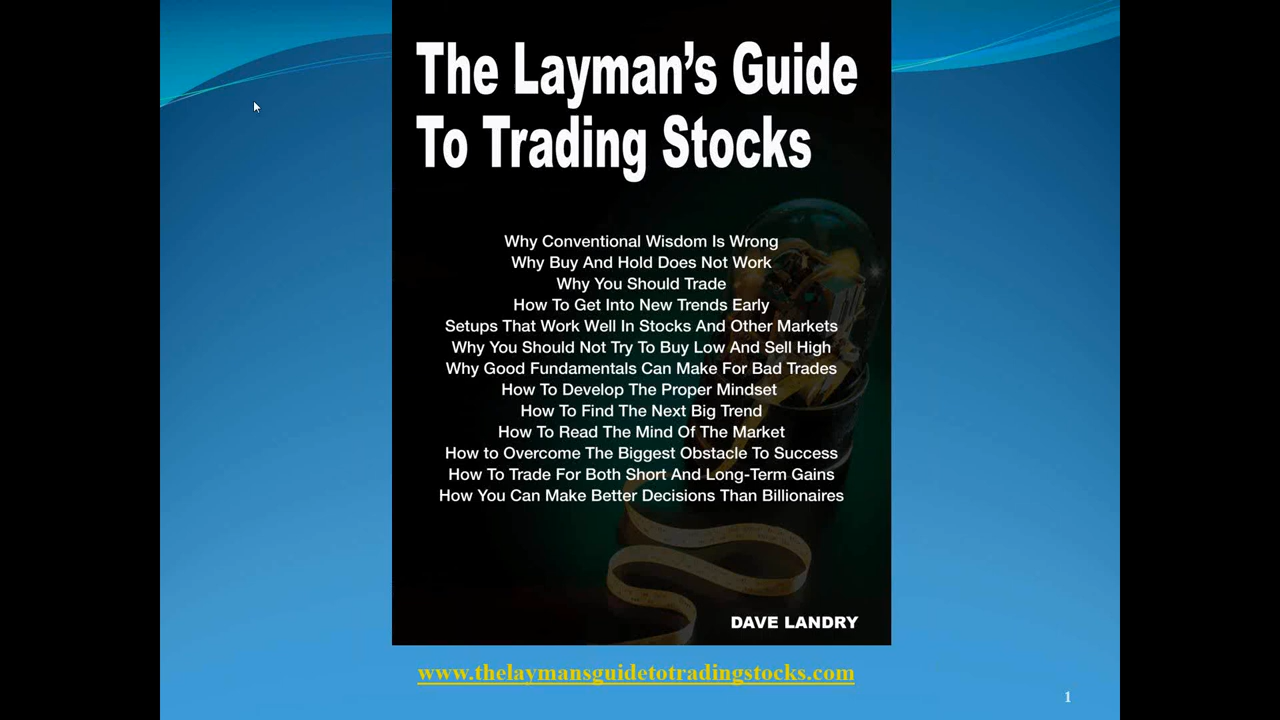 The Layman's Guide
To Trading Stocks
Why Conventional Wisdom Is Wrong
Why Buy And Hold Does Not Work
Why You Should Trade
How To Get Into New Trends Early
Setups That Work Well In Stocks And Other Markets
Why You Should Not Try To Buy Low And Sell High
Why Good Fundamentals Can Make For Bad Trades
How To Develop The Proper Mindset
How To Find The Next Big Trend
How To Read The Mind Of The Market
How to Overcome The Biggest Obstacle To Success
How To Trade For Both Short And Long-Term Gains
How You Can Make Better Decisions Than Billionaires
DAVE LANDRY
www.thelaymansguidetotradingstocks.com
1